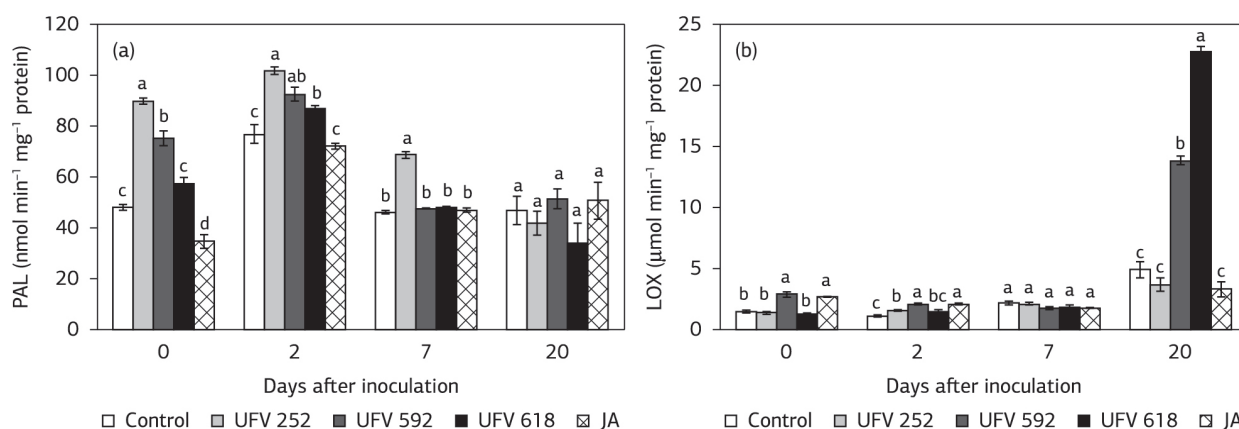 (a)
PAL (nmol min⁻¹ mg⁻¹ protein)
120
100
80
60
40
20
0
c a b c d
c a ab b c
b a b b b
a a a a a
0 2 7 20
Days after inoculation
Control UFV 252 UFV 592 UFV 618 JA
(b)
LOX (µmol min⁻¹ mg⁻¹ protein)
25
20
15
10
5
0
b b a b a
c b a bc a
a a a a a
c c b a c
0 2 7 20
Days after inoculation
Control UFV 252 UFV 592 UFV 618 JA